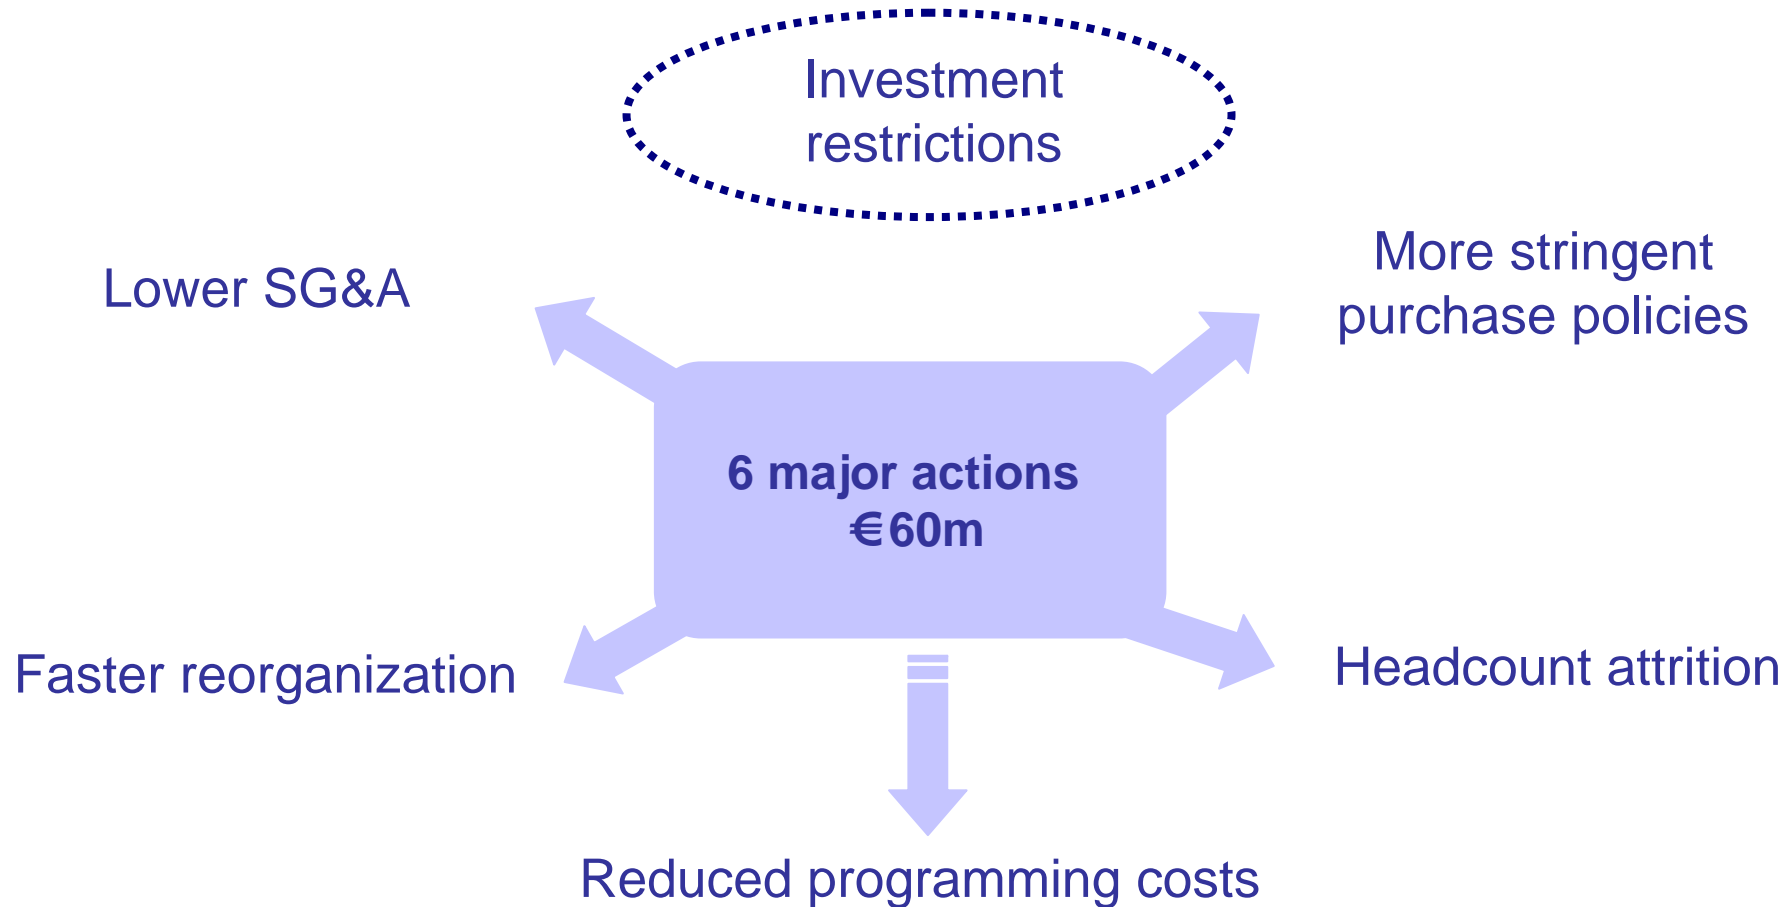 Investment
restrictions
Lower SG&A
More stringent
purchase policies
6 major actions
€60m
Faster reorganization
Headcount attrition
Reduced programming costs